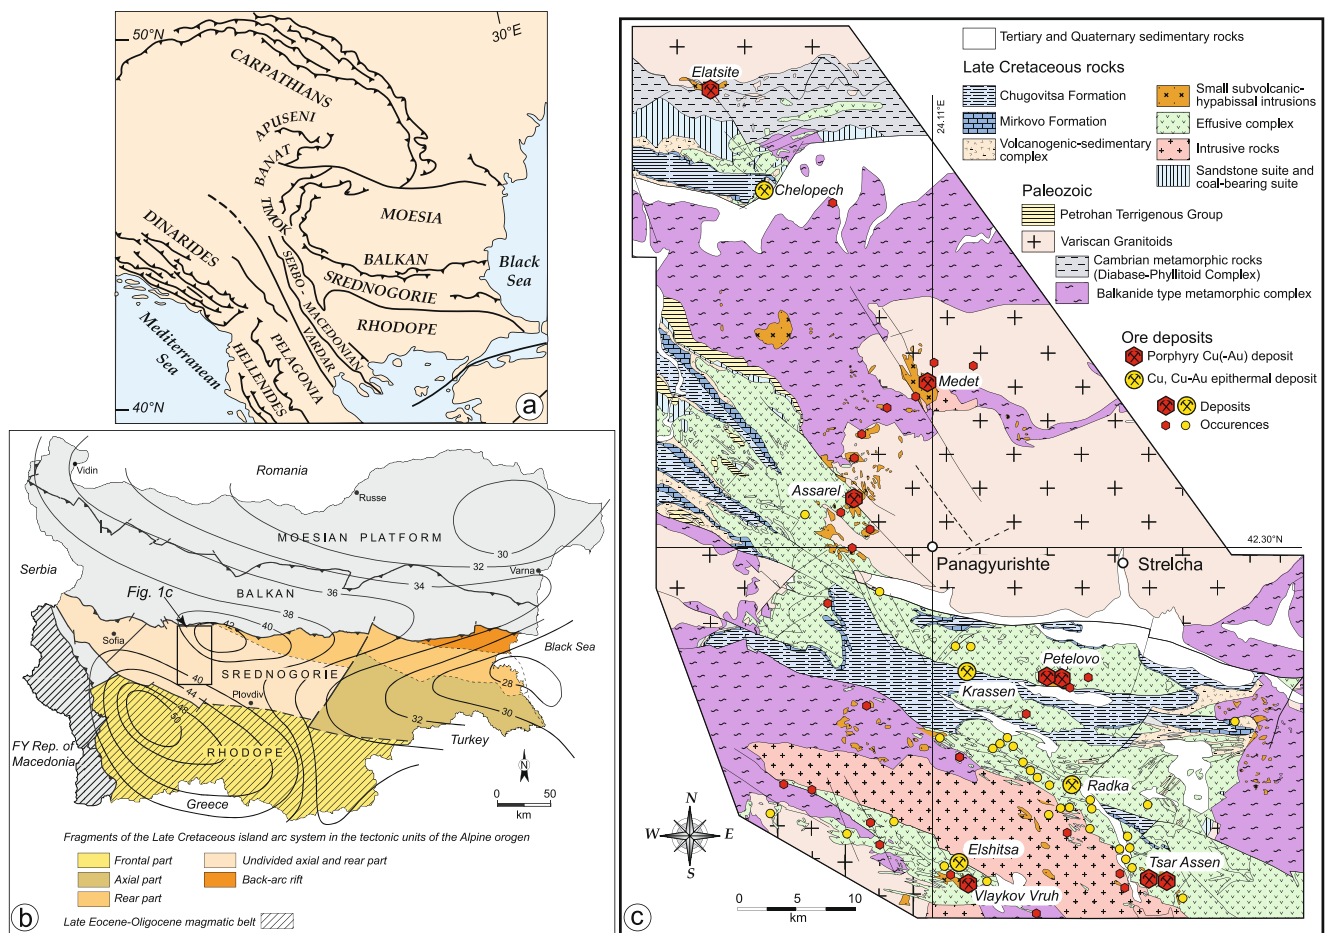 50°N
30°E
CARPATHIANS
APUSENI
BANAT
TIMOK
MOESIA
DINARIDES
BALKAN
SREDNOGORIE
SERBO - MACEDONIAN
RHODOPE
VARDAR
PELAGONIA
HELLENIDES
Black
Sea
Mediterranean
Sea
40°N
a
Vidin
Romania
Russe
MOESIAN PLATFORM
30
32
Varna
34
Serbia
Fig. 1c
BALKAN
36
38
42
40
Sofia
Black Sea
SREDNOGORIE
40
44
48
50
Plovdiv
28
30
32
RHODOPE
Turkey
FY Rep. of
Macedonia
Greece
N
0 50
km
Fragments of the Late Cretaceous island arc system in the tectonic units of the Alpine orogen
Frontal part
Undivided axial and rear part
Axial part
Back-arc rift
Rear part
Late Eocene-Oligocene magmatic belt
b
Tertiary and Quaternary sedimentary rocks
Late Cretaceous rocks
Chugovitsa Formation
Small subvolcanic-
hypabissal intrusions
Mirkovo Formation
Effusive complex
Volcanogenic-sedimentary
complex
Intrusive rocks
Sandstone suite and
coal-bearing suite
Paleozoic
Petrohan Terrigenous Group
Variscan Granitoids
Cambrian metamorphic rocks
(Diabase-Phyllitoid Complex)
Balkanide type metamorphic complex
Ore deposits
Porphyry Cu(-Au) deposit
Cu, Cu-Au epithermal deposit
Deposits
Occurences
24.11°E
42.30°N
Elatsite
Chelopech
Medet
Assarel
Panagyurishte
Strelcha
Petelovo
Krassen
Radka
Elshitsa
Tsar Assen
Vlaykov Vruh
N
W E
S
0 5 10
km
c